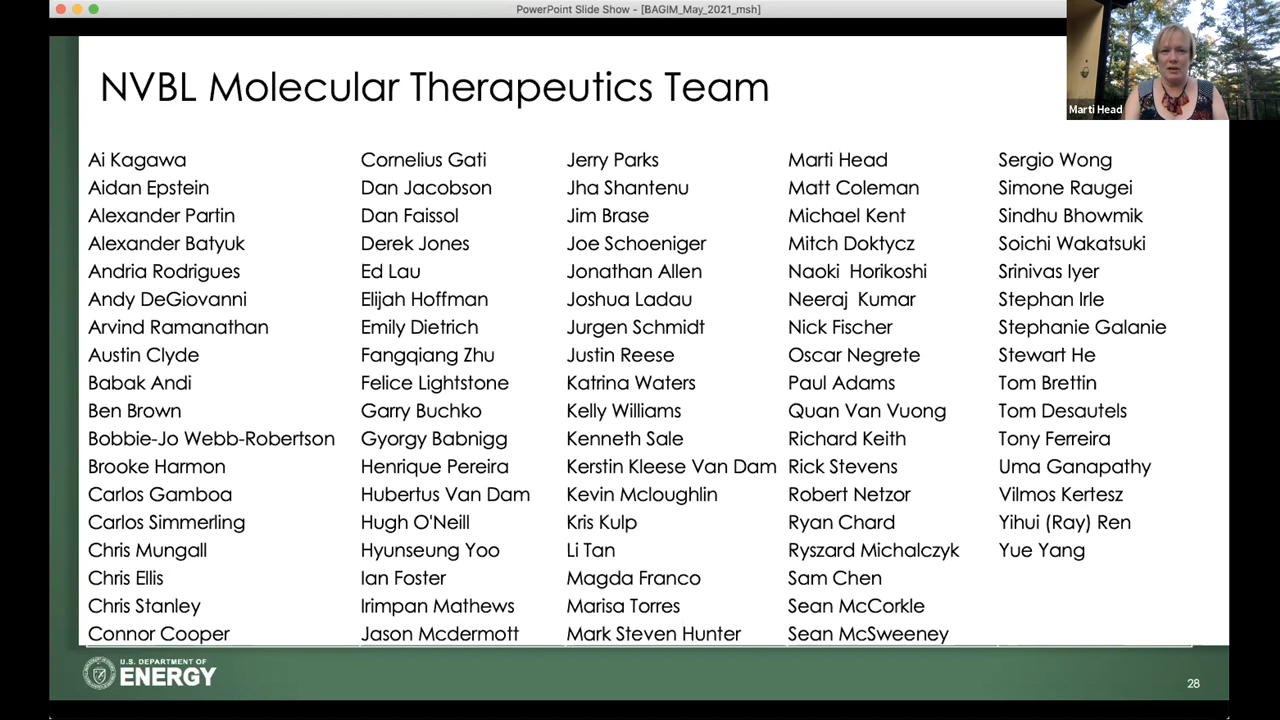 PowerPoint Slide Show - [BAGIM_May_2021_msh]
Marti Head
NVBL Molecular Therapeutics Team
Ai Kagawa
Aidan Epstein
Alexander Partin
Alexander Batyuk
Andria Rodrigues
Andy DeGiovanni
Arvind Ramanathan
Austin Clyde
Babak Andi
Ben Brown
Bobbie-Jo Webb-Robertson
Brooke Harmon
Carlos Gamboa
Carlos Simmerling
Chris Mungall
Chris Ellis
Chris Stanley
Connor Cooper
Cornelius Gati
Dan Jacobson
Dan Faissol
Derek Jones
Ed Lau
Elijah Hoffman
Emily Dietrich
Fangqiang Zhu
Felice Lightstone
Garry Buchko
Gyorgy Babnigg
Henrique Pereira
Hubertus Van Dam
Hugh O'Neill
Hyunseung Yoo
Ian Foster
Irimpan Mathews
Jason Mcdermott
Jerry Parks
Jha Shantenu
Jim Brase
Joe Schoeniger
Jonathan Allen
Joshua Ladau
Jurgen Schmidt
Justin Reese
Katrina Waters
Kelly Williams
Kenneth Sale
Kerstin Kleese Van Dam
Kevin Mcloughlin
Kris Kulp
Li Tan
Magda Franco
Marisa Torres
Mark Steven Hunter
Marti Head
Matt Coleman
Michael Kent
Mitch Doktycz
Naoki Horikoshi
Neeraj Kumar
Nick Fischer
Oscar Negrete
Paul Adams
Quan Van Vuong
Richard Keith
Rick Stevens
Robert Netzor
Ryan Chard
Ryszard Michalczyk
Sam Chen
Sean McCorkle
Sean McSweeney
Sergio Wong
Simone Raugei
Sindhu Bhowmik
Soichi Wakatsuki
Srinivas Iyer
Stephan Irle
Stephanie Galanie
Stewart He
Tom Brettin
Tom Desautels
Tony Ferreira
Uma Ganapathy
Vilmos Kertesz
Yihui (Ray) Ren
Yue Yang
U.S. DEPARTMENT OF
ENERGY
28